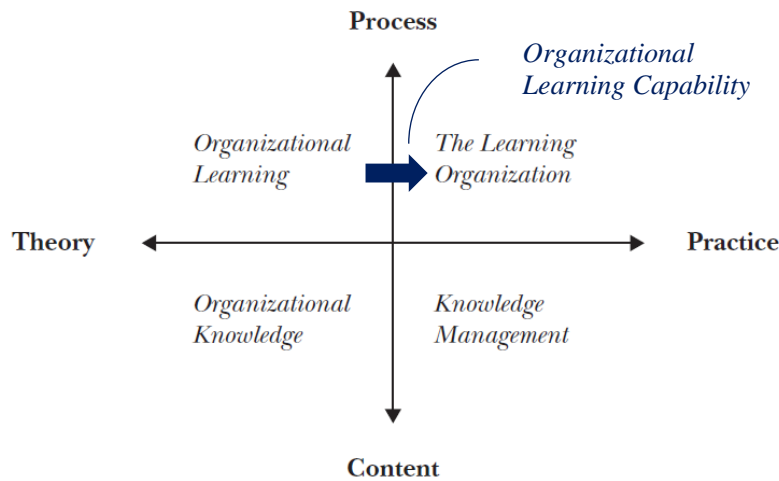 Process
Organizational
Learning Capability
Organizational
Learning
The Learning
Organization
Theory
Practice
Organizational
Knowledge
Knowledge
Management
Content